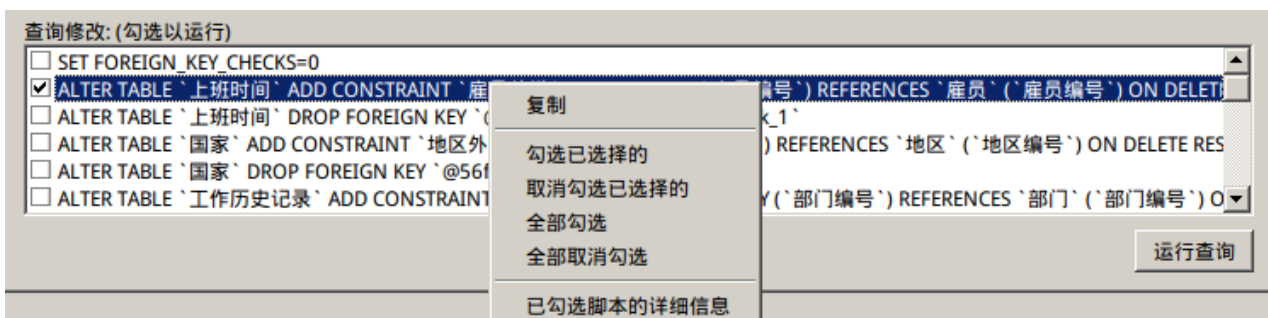 查询修改: (勾选以运行)
SET FOREIGN_KEY_CHECKS=0
ALTER TABLE `上班时间` ADD CONSTRAINT `雇 编号`) REFERENCES `雇员` (`雇员编号`) ON DELET
ALTER TABLE `上班时间` DROP FOREIGN KEY `@ k_1`
ALTER TABLE `国家` ADD CONSTRAINT `地区外 ) REFERENCES `地区` (`地区编号`) ON DELETE RES
ALTER TABLE `国家` DROP FOREIGN KEY `@56f
ALTER TABLE `工作历史记录` ADD CONSTRAINT Y (`部门编号`) REFERENCES `部门` (`部门编号`) O
复制
勾选已选择的
取消勾选已选择的
全部勾选
全部取消勾选
已勾选脚本的详细信息
运行查询